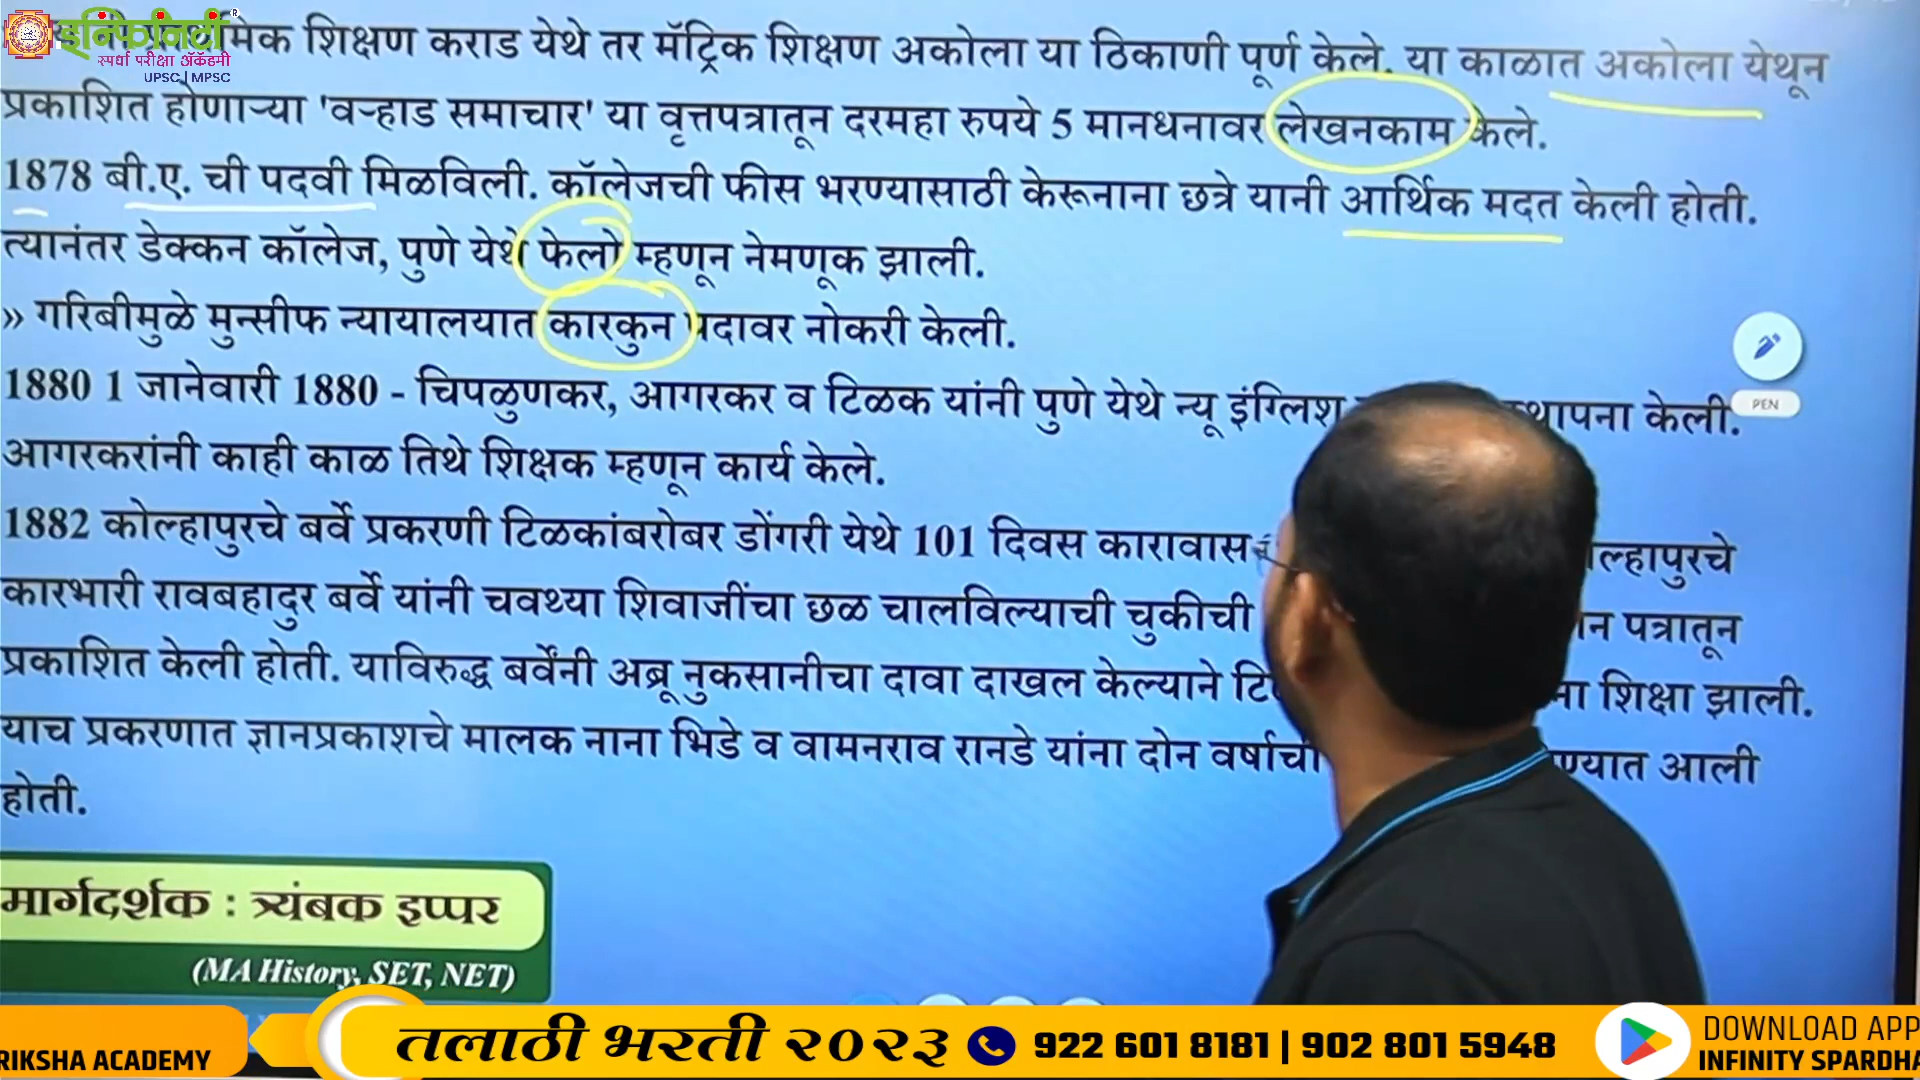 इन्फिनिटी
स्पर्धा परीक्षा अ‍ॅकॅडमी
UPSC | MPSC
शिक्षण कराड येथे तर मॅट्रिक शिक्षण अकोला या ठिकाणी पूर्ण केले. या काळात अकोला येथून
प्रकाशित होणाऱ्या 'वऱ्हाड समाचार' या वृत्तपत्रातून दरमहा रुपये 5 मानधनावर लेखनकाम केले.
1878 बी.ए. ची पदवी मिळविली. कॉलेजची फीस भरण्यासाठी केरूनाना छत्रे यानी आर्थिक मदत केली होती.
त्यानंतर डेक्कन कॉलेज, पुणे येथे फेलो म्हणून नेमणूक झाली.
» गरिबीमुळे मुन्सीफ न्यायालयात कारकुन पदावर नोकरी केली.
1880 1 जानेवारी 1880 - चिपळुणकर, आगरकर व टिळक यांनी पुणे येथे न्यू इंग्लिश स्थापना केली.
PEN
आगरकरांनी काही काळ तिथे शिक्षक म्हणून कार्य केले.
1882 कोल्हापुरचे बर्वे प्रकरणी टिळकांबरोबर डोंगरी येथे 101 दिवस कारावास कोल्हापुरचे
कारभारी रावबहादुर बर्वे यांनी चवथ्या शिवाजींचा छळ चालविल्याची चुकीची पत्रातून
प्रकाशित केली होती. याविरुद्ध बर्वेंनी अब्रू नुकसानीचा दावा दाखल केल्याने शिक्षा झाली.
याच प्रकरणात ज्ञानप्रकाशचे मालक नाना भिडे व वामनराव रानडे यांना दोन वर्षाची आली
होती.
मार्गदर्शक : त्र्यंबक इप्पर
(MA History, SET, NET)
RIKSHA ACADEMY
तलाठी भरती २०२३ 922 601 8181 | 902 801 5948
DOWNLOAD APP
INFINITY SPARDHA